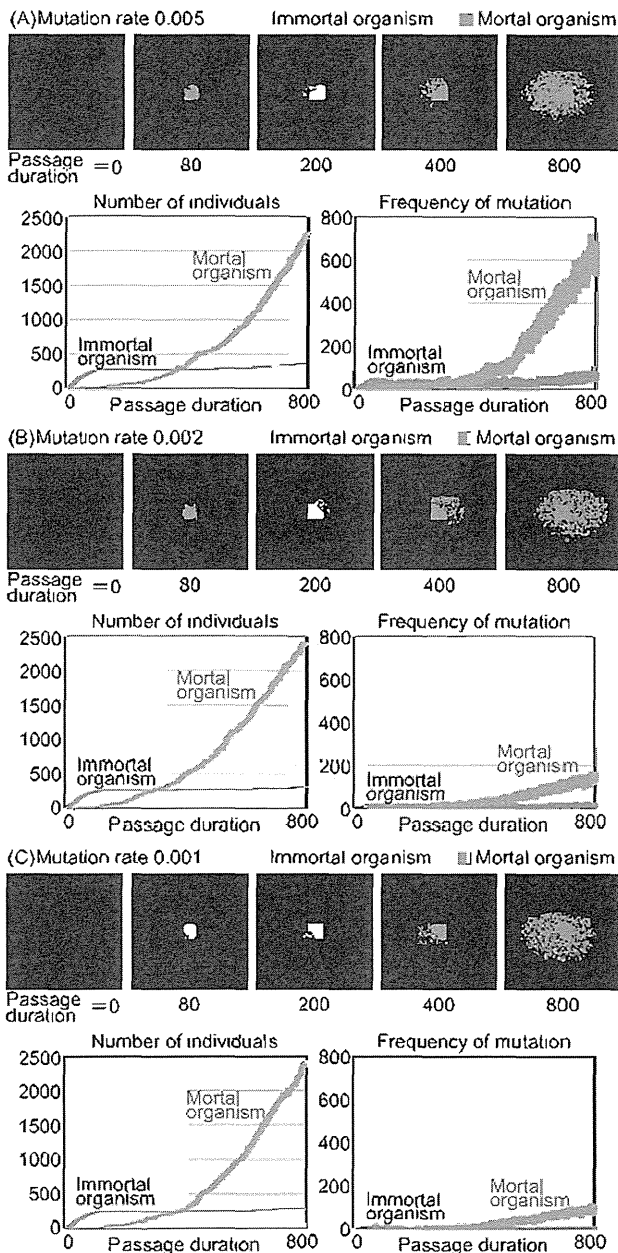 (A)Mutation rate 0.005 Immortal organism Mortal organism
Passage duration =0 80 200 400 800
Number of individuals Frequency of mutation
2500
2000
1500
1000
500
0
Mortal organism
Immortal organism
0 Passage duration 800
800
600
400
200
0
Mortal organism
Immortal organism
0 Passage duration 800
(B)Mutation rate 0.002 Immortal organism Mortal organism
Passage duration =0 80 200 400 800
Number of individuals Frequency of mutation
2500
2000
1500
1000
500
0
Mortal organism
Immortal organism
0 Passage duration 800
800
600
400
200
0
Mortal organism
Immortal organism
0 Passage duration 800
(C)Mutation rate 0.001 Immortal organism Mortal organism
Passage duration =0 80 200 400 800
Number of individuals Frequency of mutation
2500
2000
1500
1000
500
0
Mortal organism
Immortal organism
0 Passage duration 800
800
600
400
200
0
Mortal organism
Immortal organism
0 Passage duration 800